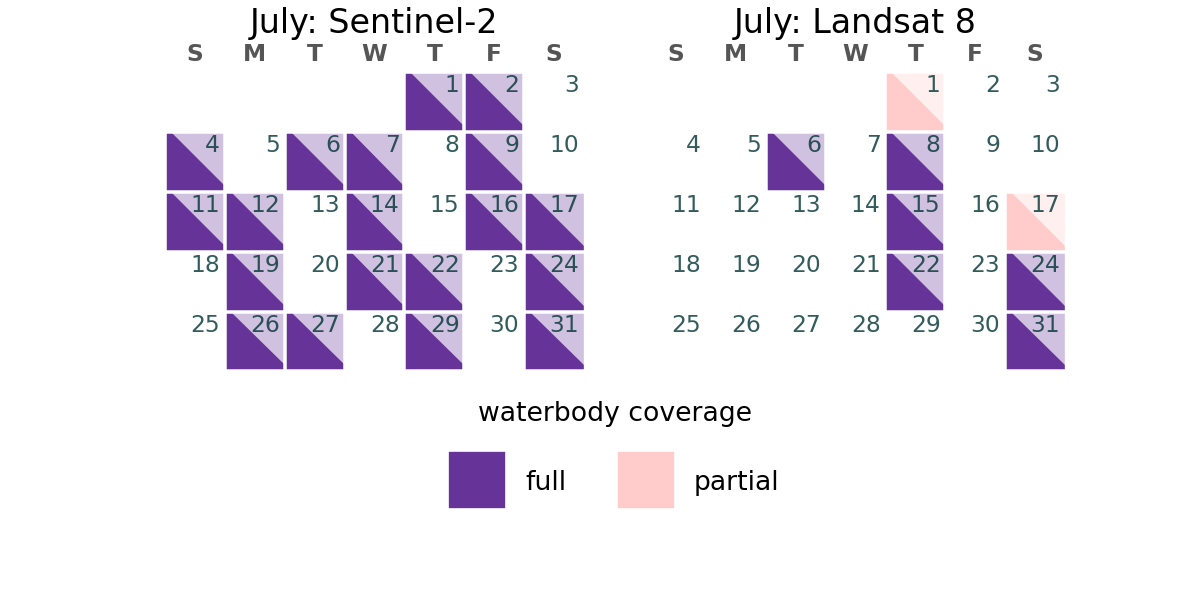 July: Sentinel-2
S M T W T F S
1 2 3
4 5 6 7 8 9 10
11 12 13 14 15 16 17
18 19 20 21 22 23 24
25 26 27 28 29 30 31
July: Landsat 8
S M T W T F S
1 2 3
4 5 6 7 8 9 10
11 12 13 14 15 16 17
18 19 20 21 22 23 24
25 26 27 28 29 30 31
waterbody coverage
full partial